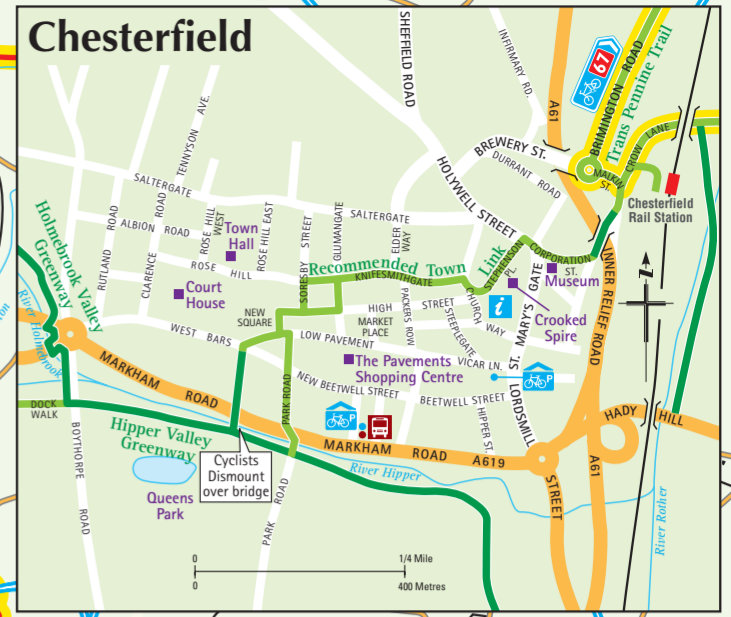 Chesterfield
SHEFFIELD ROAD
INFIRMARY RD.
A61
67
BRIMINGTON ROAD
Trans Pennine Trail
TENNYSON AVE.
BREWERY ST.
CROW LANE
DURRANT ROAD
MALKIN
ST.
HOLYWELL STREET
Chesterfield
Rail Station
SALTERGATE
RUTLAND ROAD
ALBION ROAD
CLARENCE ROAD
ROSE HILL
WEST
Town
Hall
ROSE HILL EAST
SORESBY STREET
GLUMANGATE
SALTERGATE
ELDER
WAY
Holmebrook Valley
Greenway
ROSE HILL
Recommended Town Link
KNIFESMITHGATE
STEPHENSON
PL.
CORPORATION
ST.
Museum
n
Court
House
River Holmebrook
NEW
SQUARE
HIGH STREET
MARKET
PLACE
PACKERS ROW
CHURCH WAY
STEEPLEGATE
i
ST. MARY'S GATE
Crooked
Spire
INNER RELIEF ROAD
WEST BARS
LOW PAVEMENT
The Pavements
Shopping Centre
VICAR LN.
P
MARKHAM ROAD
PARK ROAD
NEW BEETWELL STREET
BEETWELL STREET
HIPPER ST.
LORDSMILL STREET
DOCK
WALK
BOYTHORPE ROAD
Hipper Valley
Greenway
P
MARKHAM ROAD A619
HADY HILL
A61
Cyclists
Dismount
over bridge
River Hipper
Queens
Park
PARK ROAD
River Rother
0 1/4 Mile
0 400 Metres